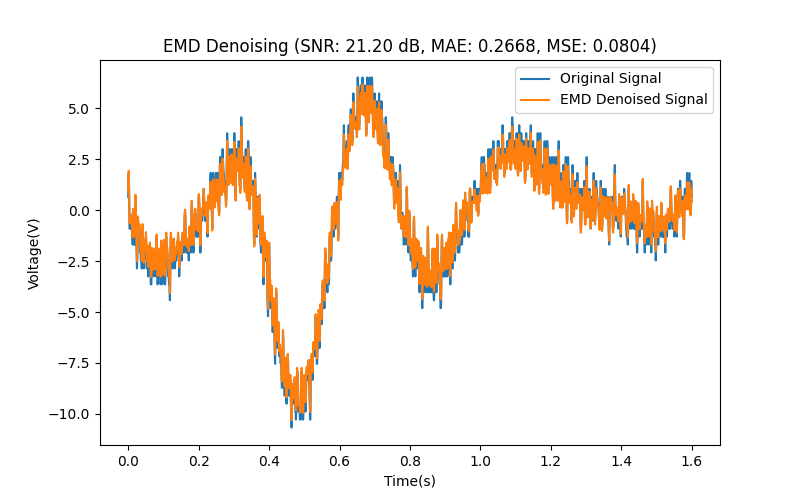 EMD Denoising (SNR: 21.20 dB, MAE: 0.2668, MSE: 0.0804)
Original Signal
EMD Denoised Signal
5.0
2.5
0.0
−2.5
−5.0
−7.5
−10.0
Voltage(V)
0.0 0.2 0.4 0.6 0.8 1.0 1.2 1.4 1.6
Time(s)